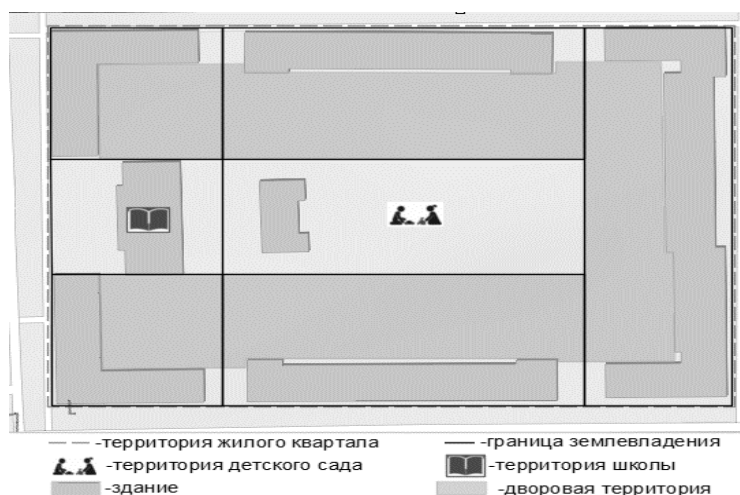 -территория жилого квартала -граница землевладения
-территория детского сада -территория школы
-здание -дворовая территория